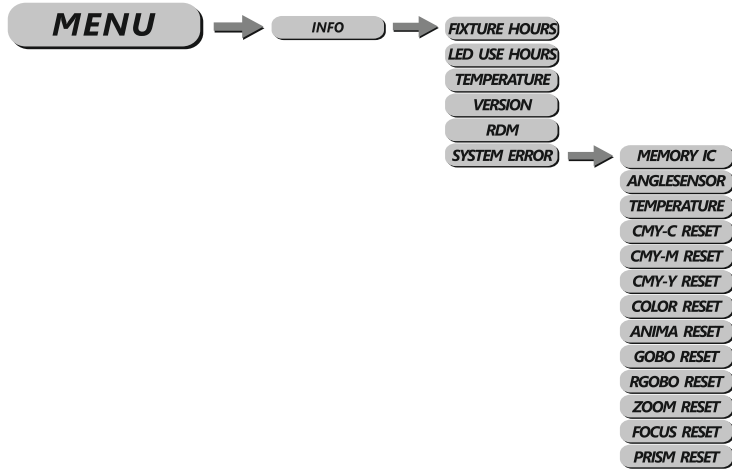 MENU
INFO
FIXTURE HOURS
LED USE HOURS
TEMPERATURE
VERSION
RDM
SYSTEM ERROR
MEMORY IC
ANGLESENSOR
TEMPERATURE
CMY-C RESET
CMY-M RESET
CMY-Y RESET
COLOR RESET
ANIMA RESET
GOBO RESET
RGOBO RESET
ZOOM RESET
FOCUS RESET
PRISM RESET